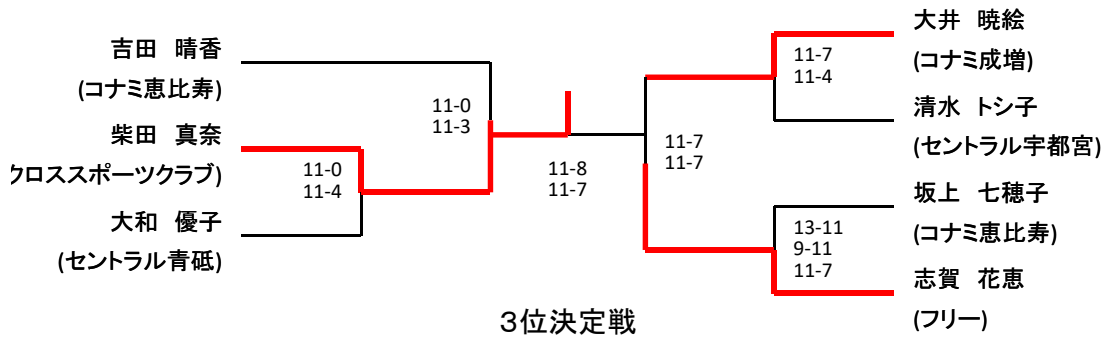 吉田　晴香
(コナミ恵比寿)
柴田　真奈
クロススポーツクラブ)
大和　優子
(セントラル青砥)
11-0
11-4
11-0
11-3
11-8
11-7
11-7
11-7
大井　暁絵
(コナミ成増)
11-7
11-4
清水　トシ子
(セントラル宇都宮)
坂上　七穂子
(コナミ恵比寿)
13-11
9-11
11-7
志賀　花恵
(フリー)
３位決定戦